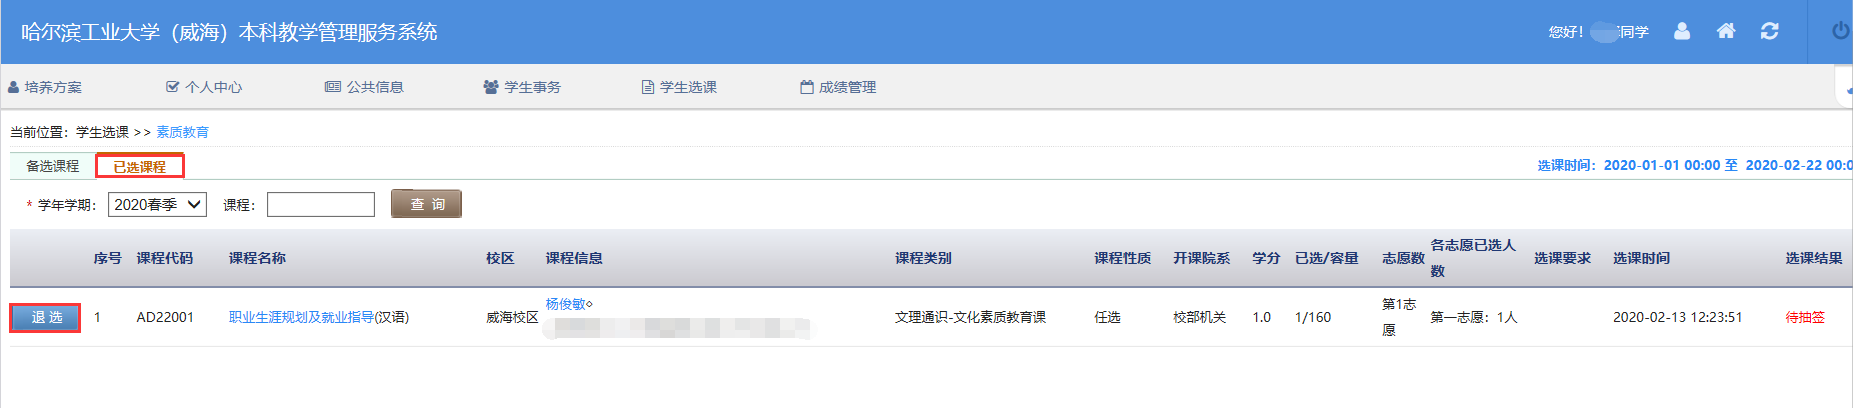 哈尔滨工业大学（威海）本科教学管理服务系统
您好！ 同学
培养方案 个人中心 公共信息 学生事务 学生选课 成绩管理
当前位置：学生选课 >> 素质教育
备选课程 已选课程 选课时间：2020-01-01 00:00 至 2020-02-22 00:0
* 学年学期： 2020春季 课程： 查 询
序号 课程代码 课程名称 校区 课程信息 课程类别 课程性质 开课院系 学分 已选/容量 志愿数 各志愿已选人数 选课要求 选课时间 选课结果
退 选 1 AD22001 职业生涯规划及就业指导(汉语) 威海校区 杨俊敏◇ 文理通识-文化素质教育课 任选 校部机关 1.0 1/160 第1志愿 第一志愿：1人 2020-02-13 12:23:51 待抽签